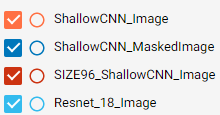 ShallowCNN_Image
ShallowCNN_MaskedImage
SIZE96_ShallowCNN_Image
Resnet_18_Image